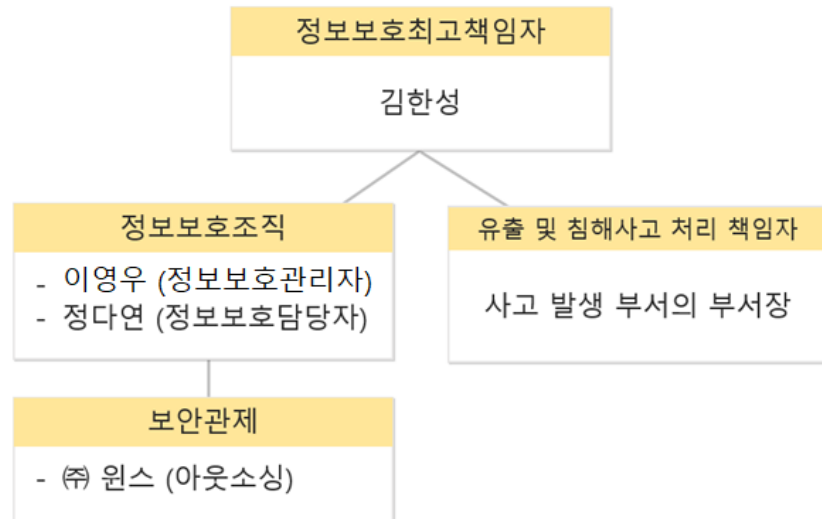 정보보호최고책임자
김한성
정보보호조직
- 이영우 (정보보호관리자)
- 정다연 (정보보호담당자)
유출 및 침해사고 처리 책임자
사고 발생 부서의 부서장
보안관제
- ㈜ 윈스 (아웃소싱)